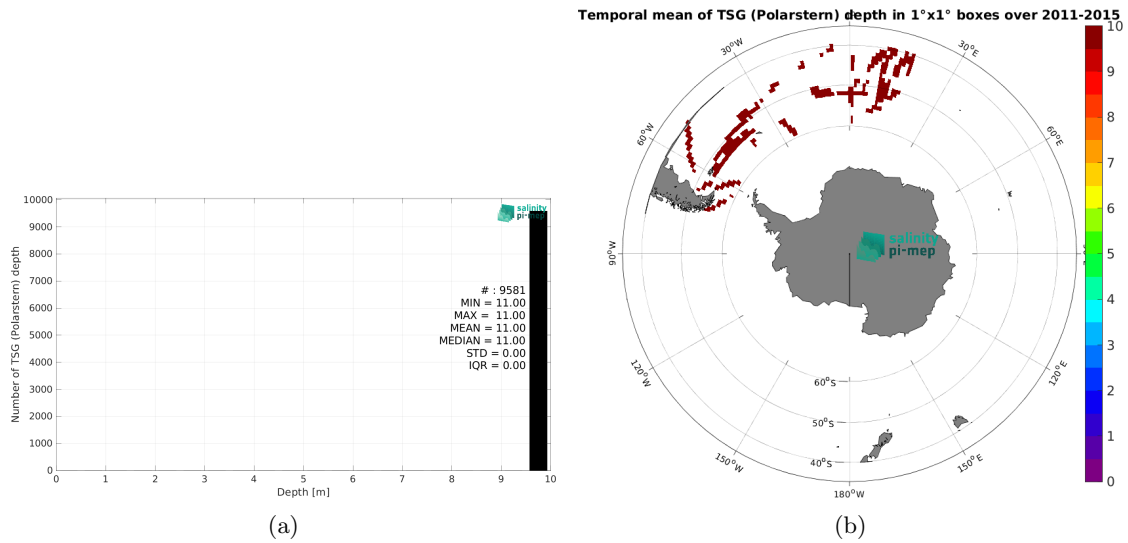 Temporal mean of TSG (Polarstern) depth in 1°x1° boxes over 2011-2015
Number of TSG (Polarstern) depth
10000
9000
8000
7000
6000
5000
4000
3000
2000
1000
0
salinity
pi-mep
# : 9581
MIN = 11.00
MAX = 11.00
MEAN = 11.00
MEDIAN = 11.00
STD = 0.00
IQR = 0.00
0 1 2 3 4 5 6 7 8 9 10
Depth [m]
(a)
30°W
30°E
60°W
60°E
90°W
salinity
pi-mep
120°W
120°E
60°S
50°S
40°S
150°W
150°E
180°W
10
9
8
7
6
5
4
3
2
1
0
(b)